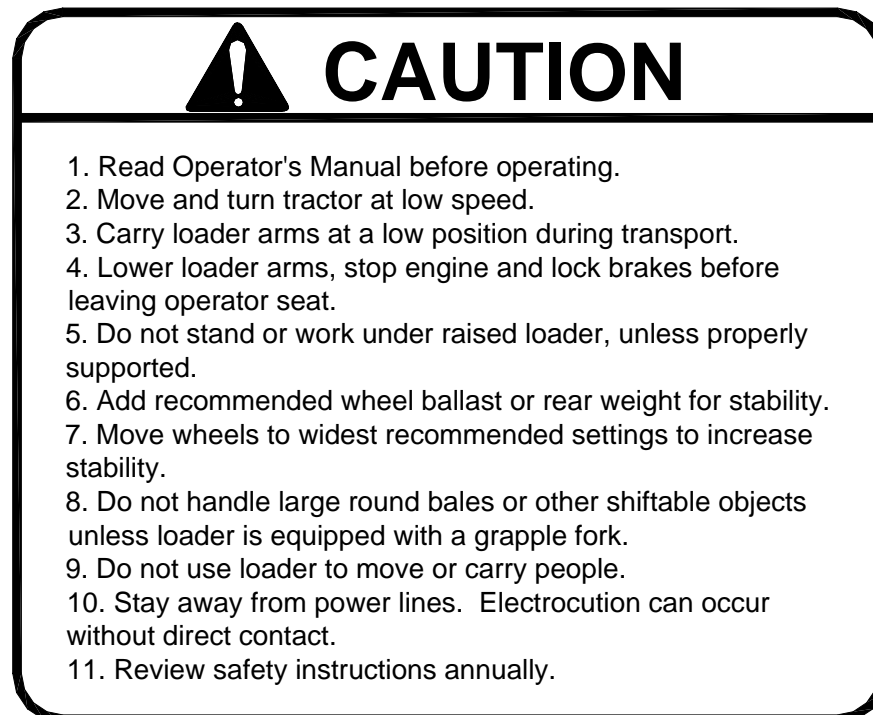 CAUTION
1. Read Operator's Manual before operating.
2. Move and turn tractor at low speed.
3. Carry loader arms at a low position during transport.
4. Lower loader arms, stop engine and lock brakes before
leaving operator seat.
5. Do not stand or work under raised loader, unless properly
supported.
6. Add recommended wheel ballast or rear weight for stability.
7. Move wheels to widest recommended settings to increase
stability.
8. Do not handle large round bales or other shiftable objects
unless loader is equipped with a grapple fork.
9. Do not use loader to move or carry people.
10. Stay away from power lines.  Electrocution can occur
without direct contact.
11. Review safety instructions annually.